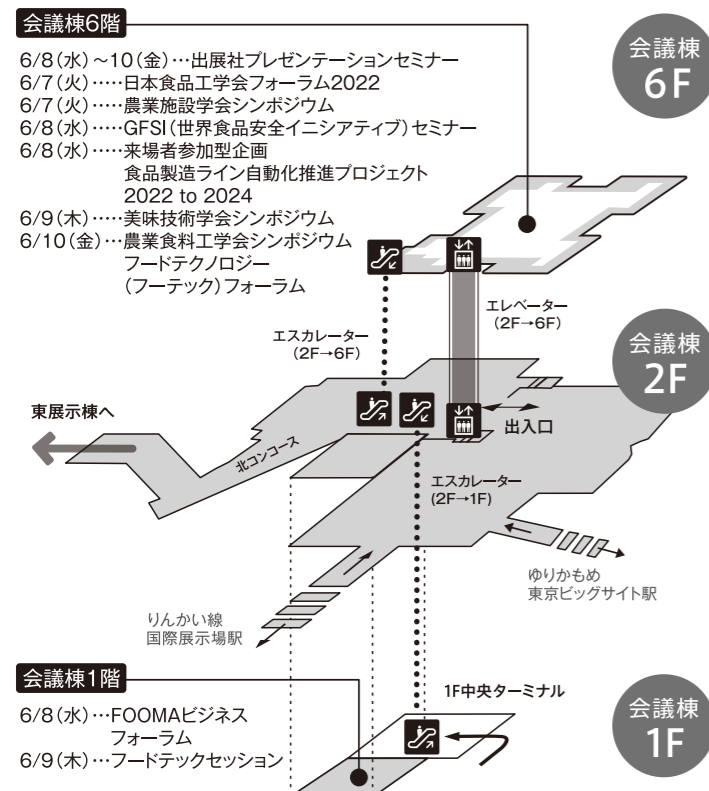 会議棟6階
6/8(水)~10(金)…出展社プレゼンテーションセミナー
6/7(火)……日本食品工学会フォーラム2022
6/7(火)……農業施設学会シンポジウム
6/8(水)……GFSI(世界食品安全イニシアティブ)セミナー
6/8(水)……来場者参加型企画
食品製造ライン自動化推進プロジェクト
2022 to 2024
6/9(木)……美味技術学会シンポジウム
6/10(金)…農業食料工学会シンポジウム
フードテクノロジー
(フーテック)フォーラム
会議棟
6F
エスカレーター
(2F→6F)
エレベーター
(2F→6F)
会議棟
2F
東展示棟へ
北コンコース
出入口
エスカレーター
(2F→1F)
ゆりかもめ
東京ビッグサイト駅
りんかい線
国際展示場駅
会議棟1階
6/8(水)…FOOMAビジネス
フォーラム
6/9(木)…フードテックセッション
1F中央ターミナル
会議棟
1F